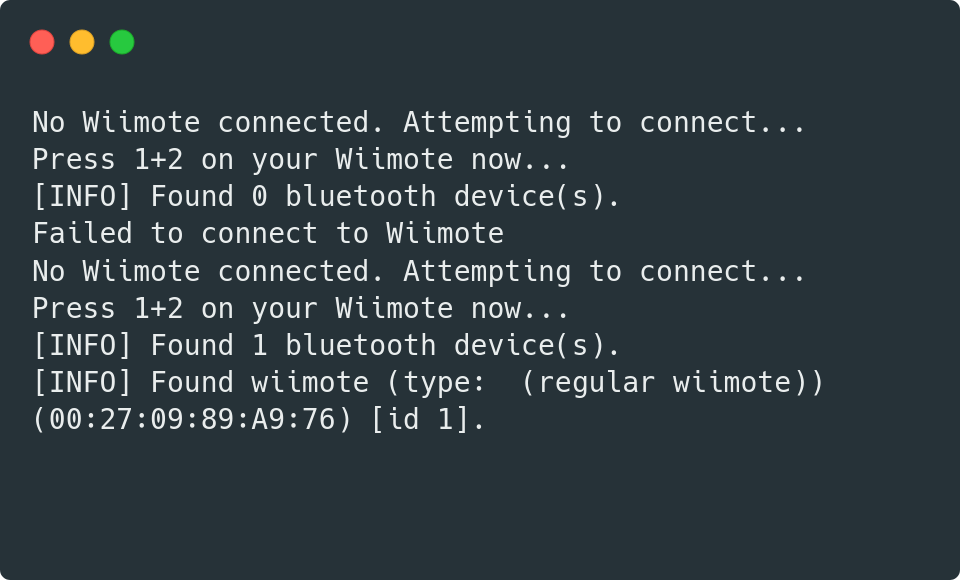 No Wiimote connected. Attempting to connect...
Press 1+2 on your Wiimote now...
[INFO] Found 0 bluetooth device(s).
Failed to connect to Wiimote
No Wiimote connected. Attempting to connect...
Press 1+2 on your Wiimote now...
[INFO] Found 1 bluetooth device(s).
[INFO] Found wiimote (type:  (regular wiimote))
(00:27:09:89:A9:76) [id 1].